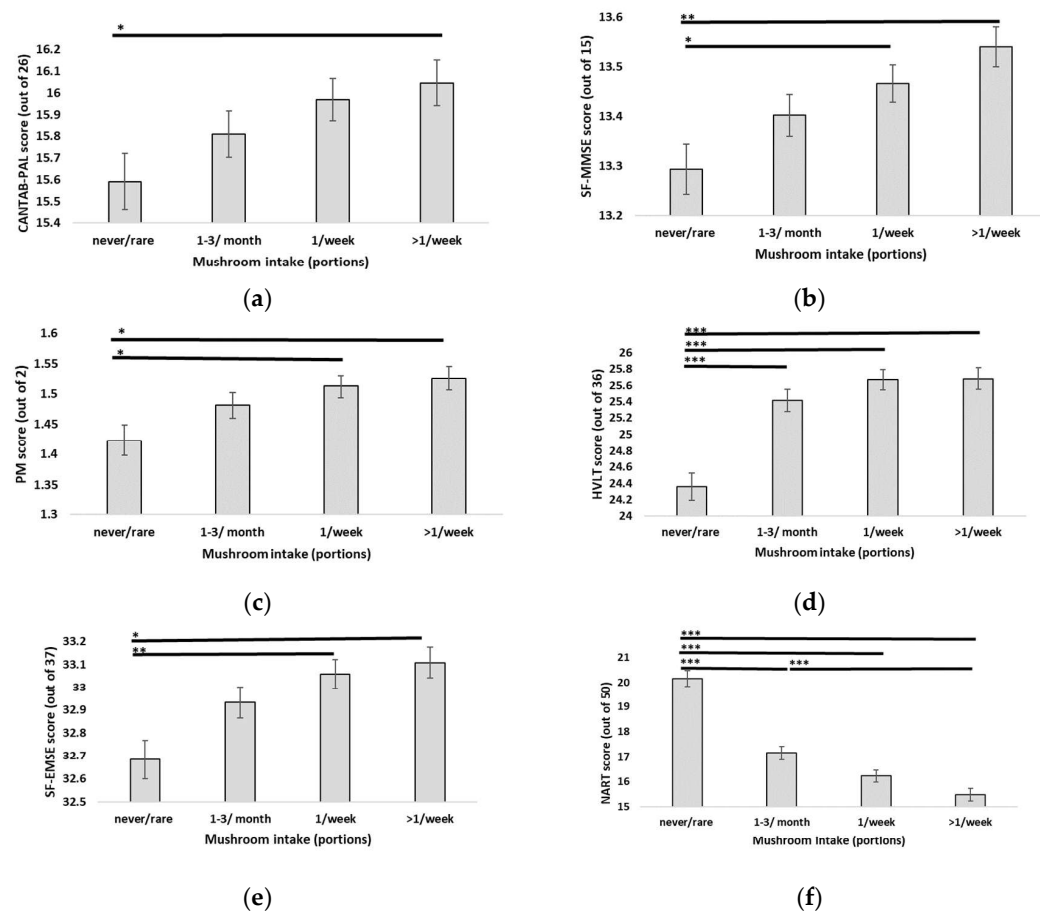 *
CANTAB-PAL score (out of 26)
16.2
16.1
16
15.9
15.8
15.7
15.6
15.5
15.4
never/rare 1-3/ month 1/week >1/week
Mushroom intake (portions)
(a)
**
*
SF-MMSE score (out of 15)
13.6
13.5
13.4
13.3
13.2
never/rare 1-3/ month 1/week >1/week
Mushroom intake (portions)
(b)
*
*
PM score (out of 2)
1.6
1.55
1.5
1.45
1.4
1.35
1.3
never/rare 1-3/ month 1/week >1/week
Mushroom intake (portions)
(c)
***
***
***
HVLT score (out of 36)
26
25.8
25.6
25.4
25.2
25
24.8
24.6
24.4
24.2
24
never/rare 1-3/ month 1/week >1/week
Mushroom intake (portions)
(d)
*
**
SF-EMSE score (out of 37)
33.2
33.1
33
32.9
32.8
32.7
32.6
32.5
never/rare 1-3/ month 1/week >1/week
Mushroom intake (portions)
(e)
***
***
*** ***
NART score (out of 50)
21
20
19
18
17
16
15
never/rare 1-3/ month 1/week >1/week
Mushroom intake (portions)
(f)